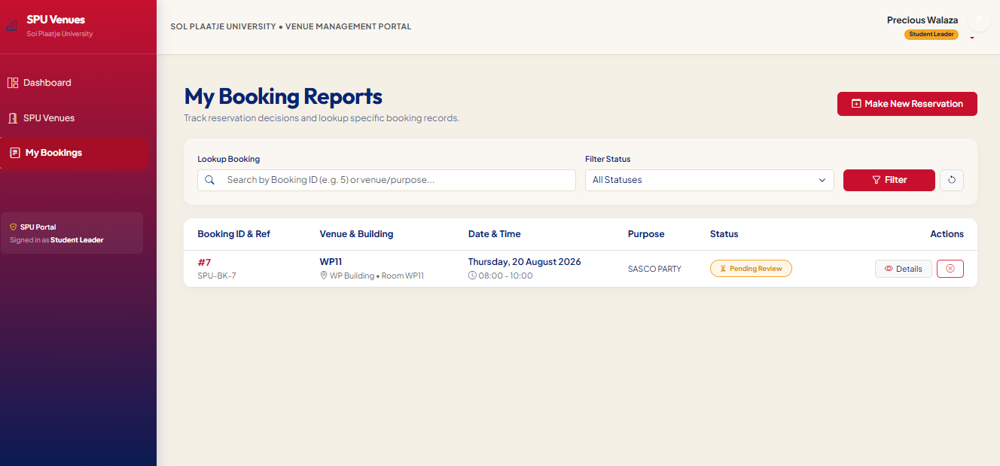 SPU Venues
Sol Plaatje University
SOL PLAATJE UNIVERSITY • VENUE MANAGEMENT PORTAL
Precious Walaza
Student Leader
P
Dashboard
SPU Venues
My Bookings
SPU Portal
Signed in as Student Leader
My Booking Reports
Track reservation decisions and lookup specific booking records.
Make New Reservation
Lookup Booking
Filter Status
Search by Booking ID (e.g. 5) or venue/purpose...
All Statuses
Filter
Booking ID & Ref Venue & Building Date & Time Purpose Status Actions
#7 WP11 Thursday, 20 August 2026 SASCO PARTY Pending Review Details
SPU-BK-7 WP Building • Room WP11 08:00 - 10:00